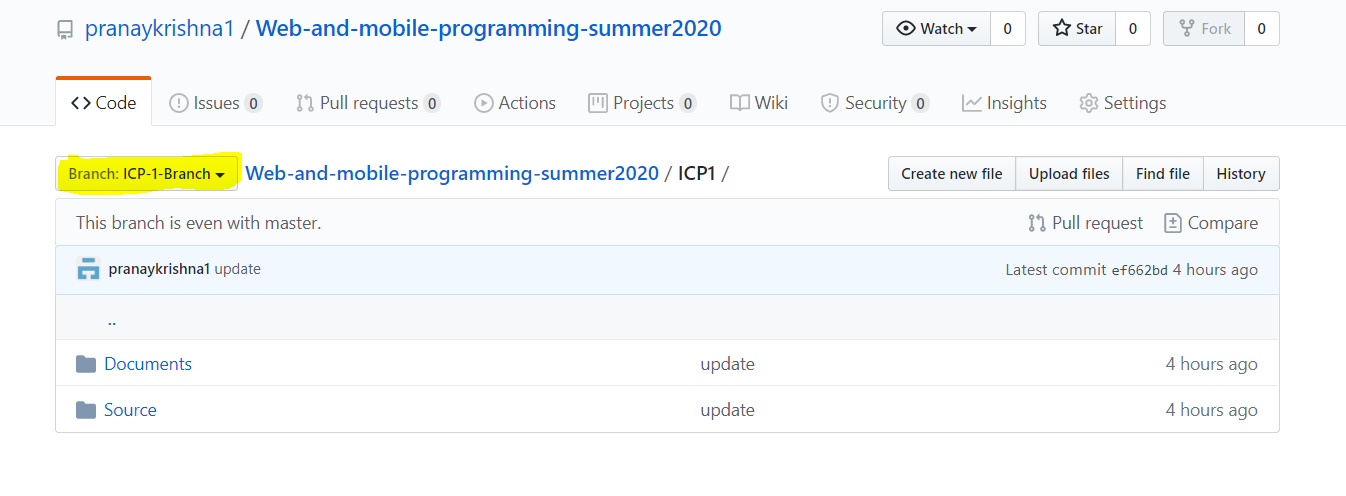 pranaykrishna1 / Web-and-mobile-programming-summer2020 Watch 0 Star 0 Fork 0
Code Issues 0 Pull requests 0 Actions Projects 0 Wiki Security 0 Insights Settings
Branch: ICP-1-Branch Web-and-mobile-programming-summer2020 / ICP1 / Create new file Upload files Find file History
This branch is even with master. Pull request Compare
pranaykrishna1 update Latest commit ef662bd 4 hours ago
..
Documents update 4 hours ago
Source update 4 hours ago